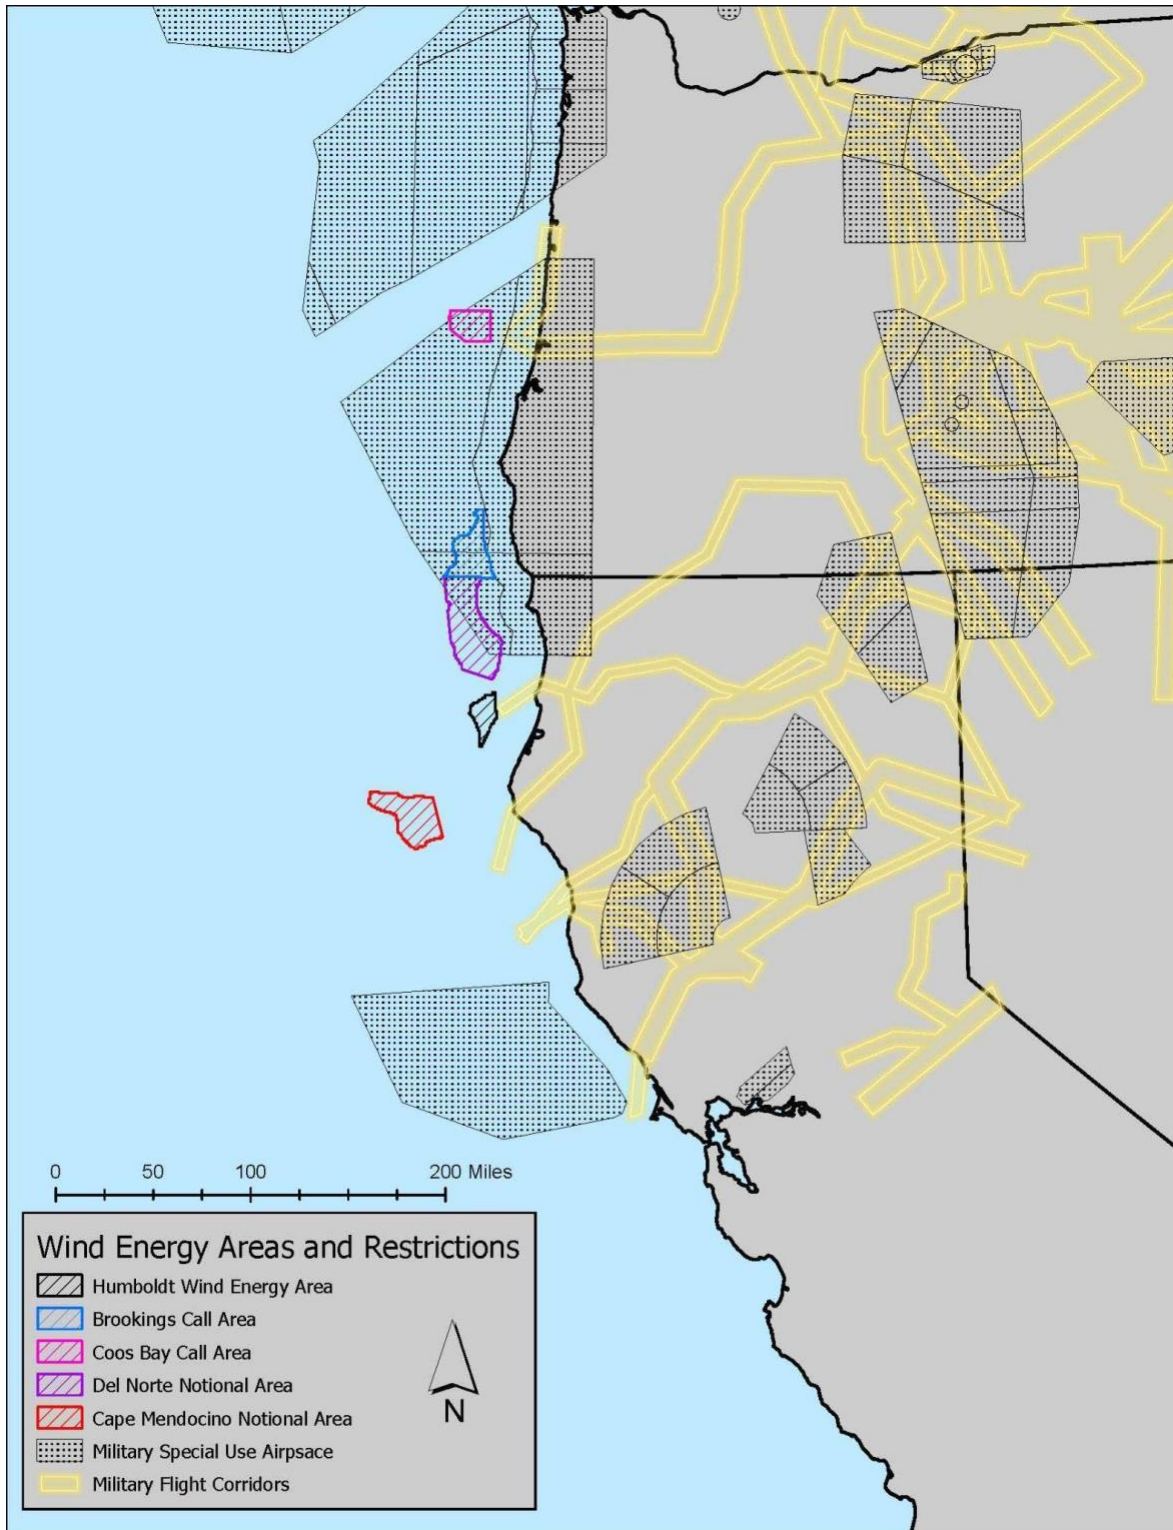 0 50 100 200 Miles
Wind Energy Areas and Restrictions
Humboldt Wind Energy Area
Brookings Call Area
Coos Bay Call Area
Del Norte Notional Area
Cape Mendocino Notional Area
Military Special Use Airpsace
Military Flight Corridors
N